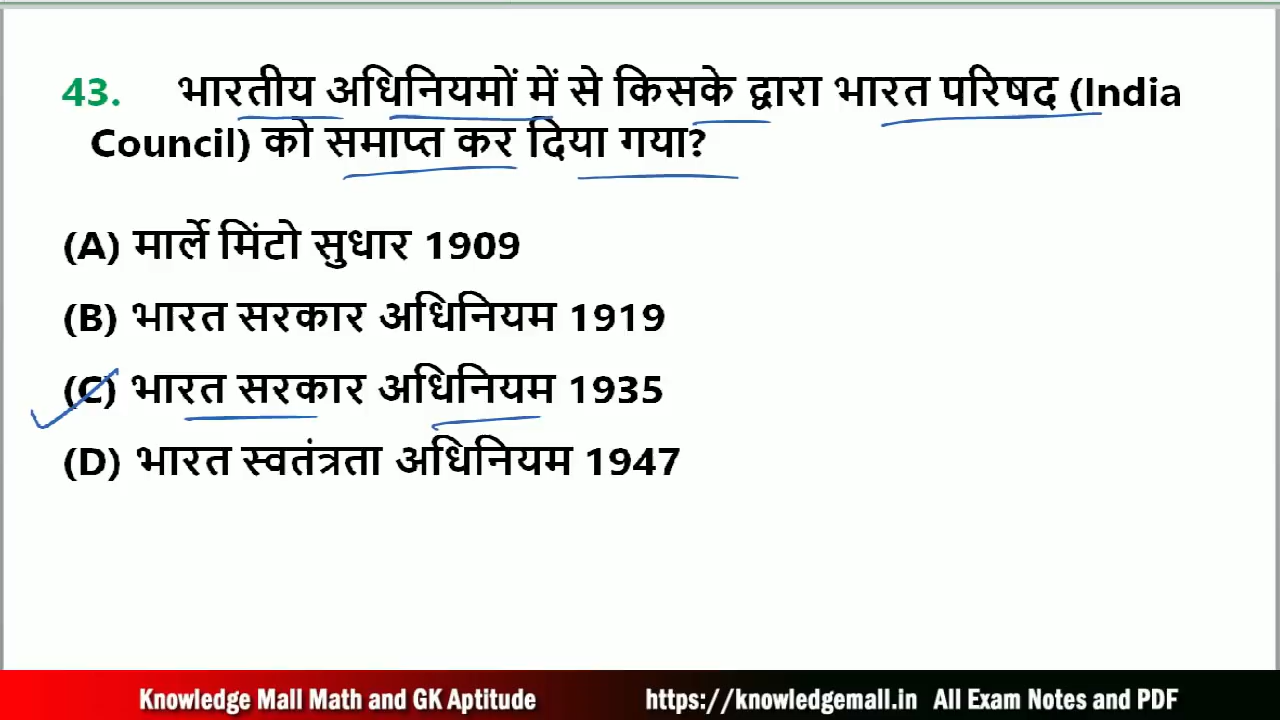 43. भारतीय अधिनियमों में से किसके द्वारा भारत परिषद (India
Council) को समाप्त कर दिया गया?
(A) मार्ले मिंटो सुधार 1909
(B) भारत सरकार अधिनियम 1919
(C) भारत सरकार अधिनियम 1935
(D) भारत स्वतंत्रता अधिनियम 1947
Knowledge Mall Math and GK Aptitude https://knowledgemall.in All Exam Notes and PDF